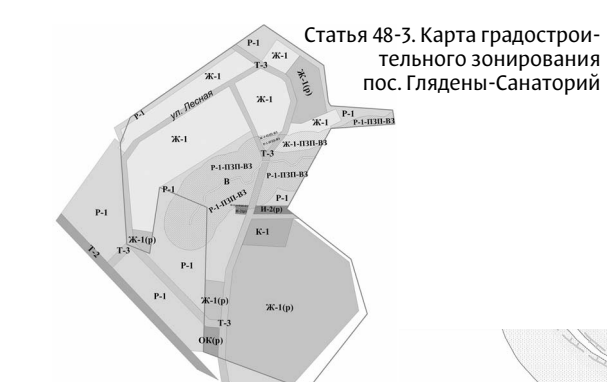 Статья 48-3. Карта градострои-
тельного зонирования
пос. Глядены-Санаторий
Р-1
Ж-1
Т-3
Ж-1
Ж-1(р)
ул. Лесная
Ж-1
Р-1
Р-1
Ж-1
Р-1-ПЗП-ВЗ
Ж-1
Ж-1-ПЗП-ВЗ
Т-3
Р-1-ПЗП-ВЗ
Р-1-ПЗП-ВЗ
В
Р-1
Р-1-ПЗП-ВЗ
Р-1
Р-1
И-2(р)
К-1
Ж-1(р)
Т-2
Т-3
Р-1
Р-1
Ж-1(р)
Ж-1(р)
Т-3
ОК(р)